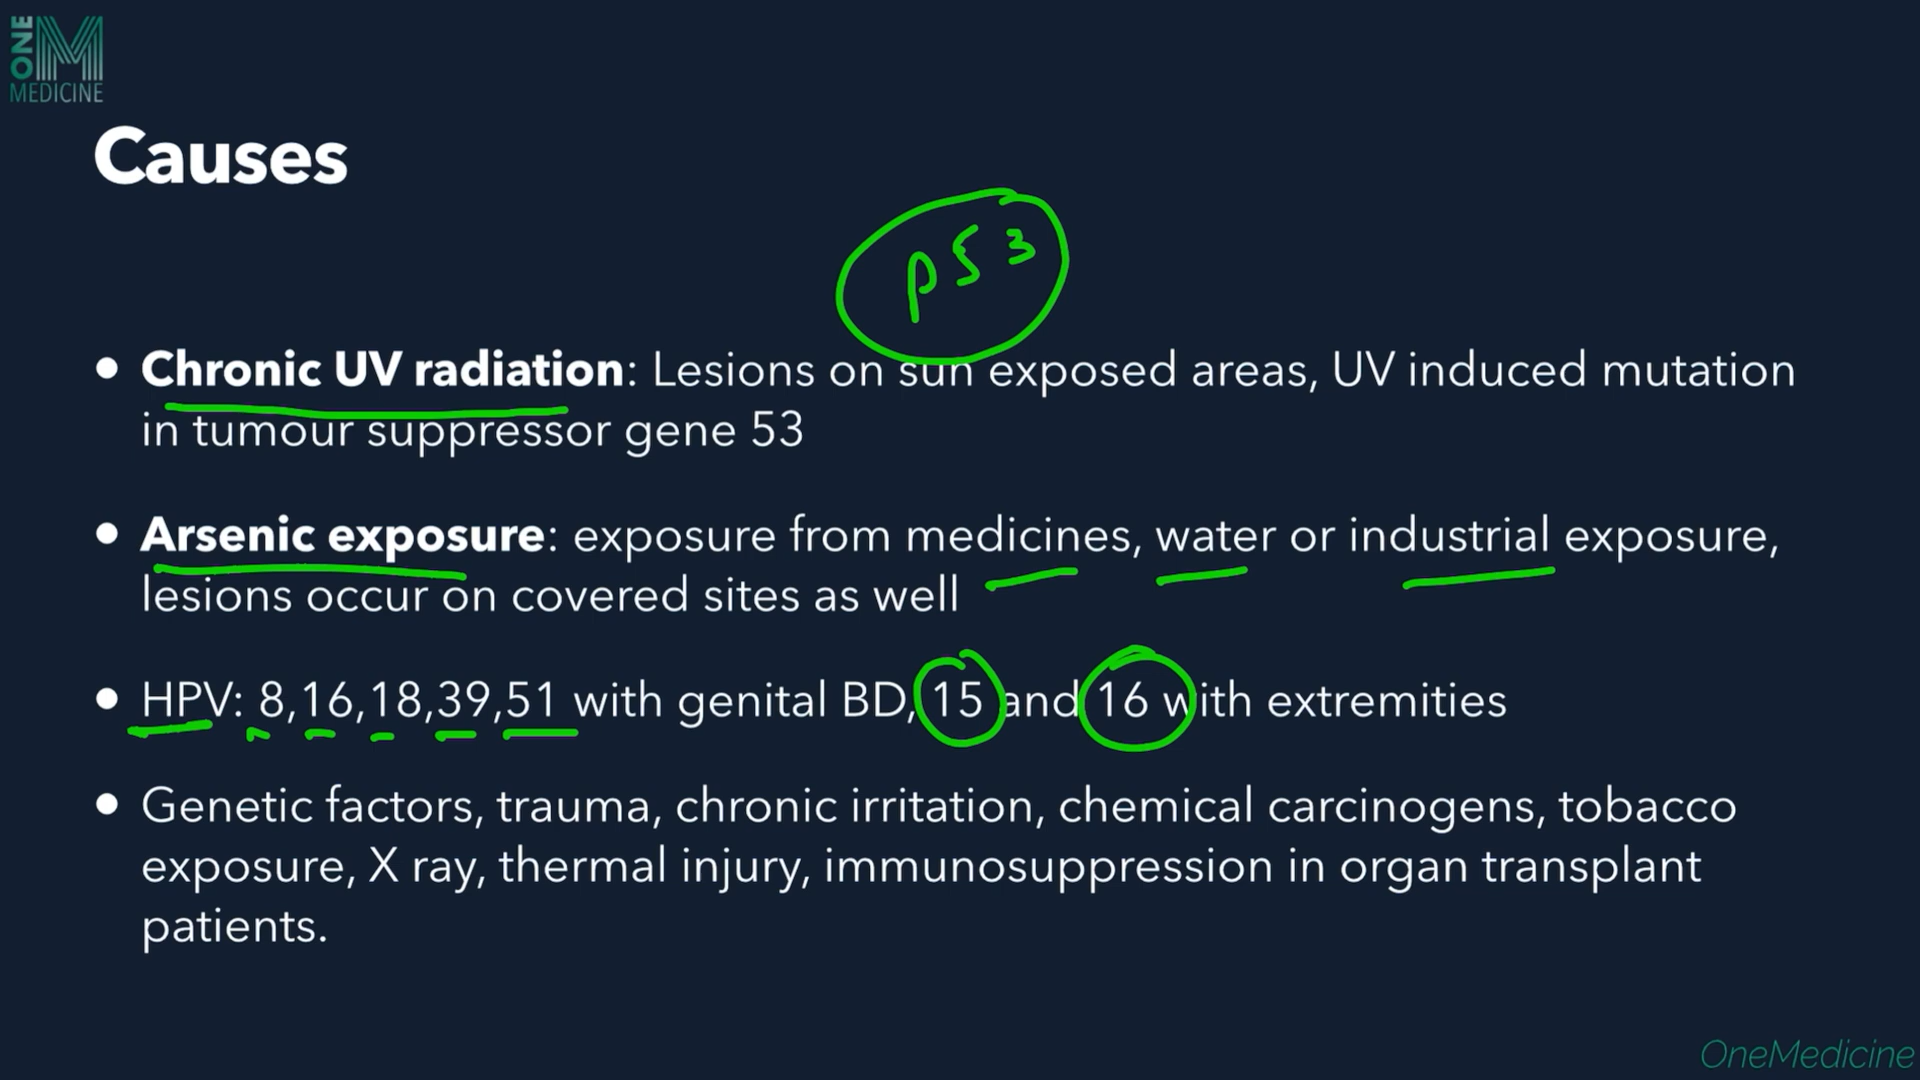 ONE
M
MEDICINE
Causes
p53
• Chronic UV radiation: Lesions on sun exposed areas, UV induced mutation
in tumour suppressor gene 53
• Arsenic exposure: exposure from medicines, water or industrial exposure,
lesions occur on covered sites as well
• HPV: 8,16,18,39,51 with genital BD, 15 and 16 with extremities
• Genetic factors, trauma, chronic irritation, chemical carcinogens, tobacco
exposure, X ray, thermal injury, immunosuppression in organ transplant
patients.
OneMedicine